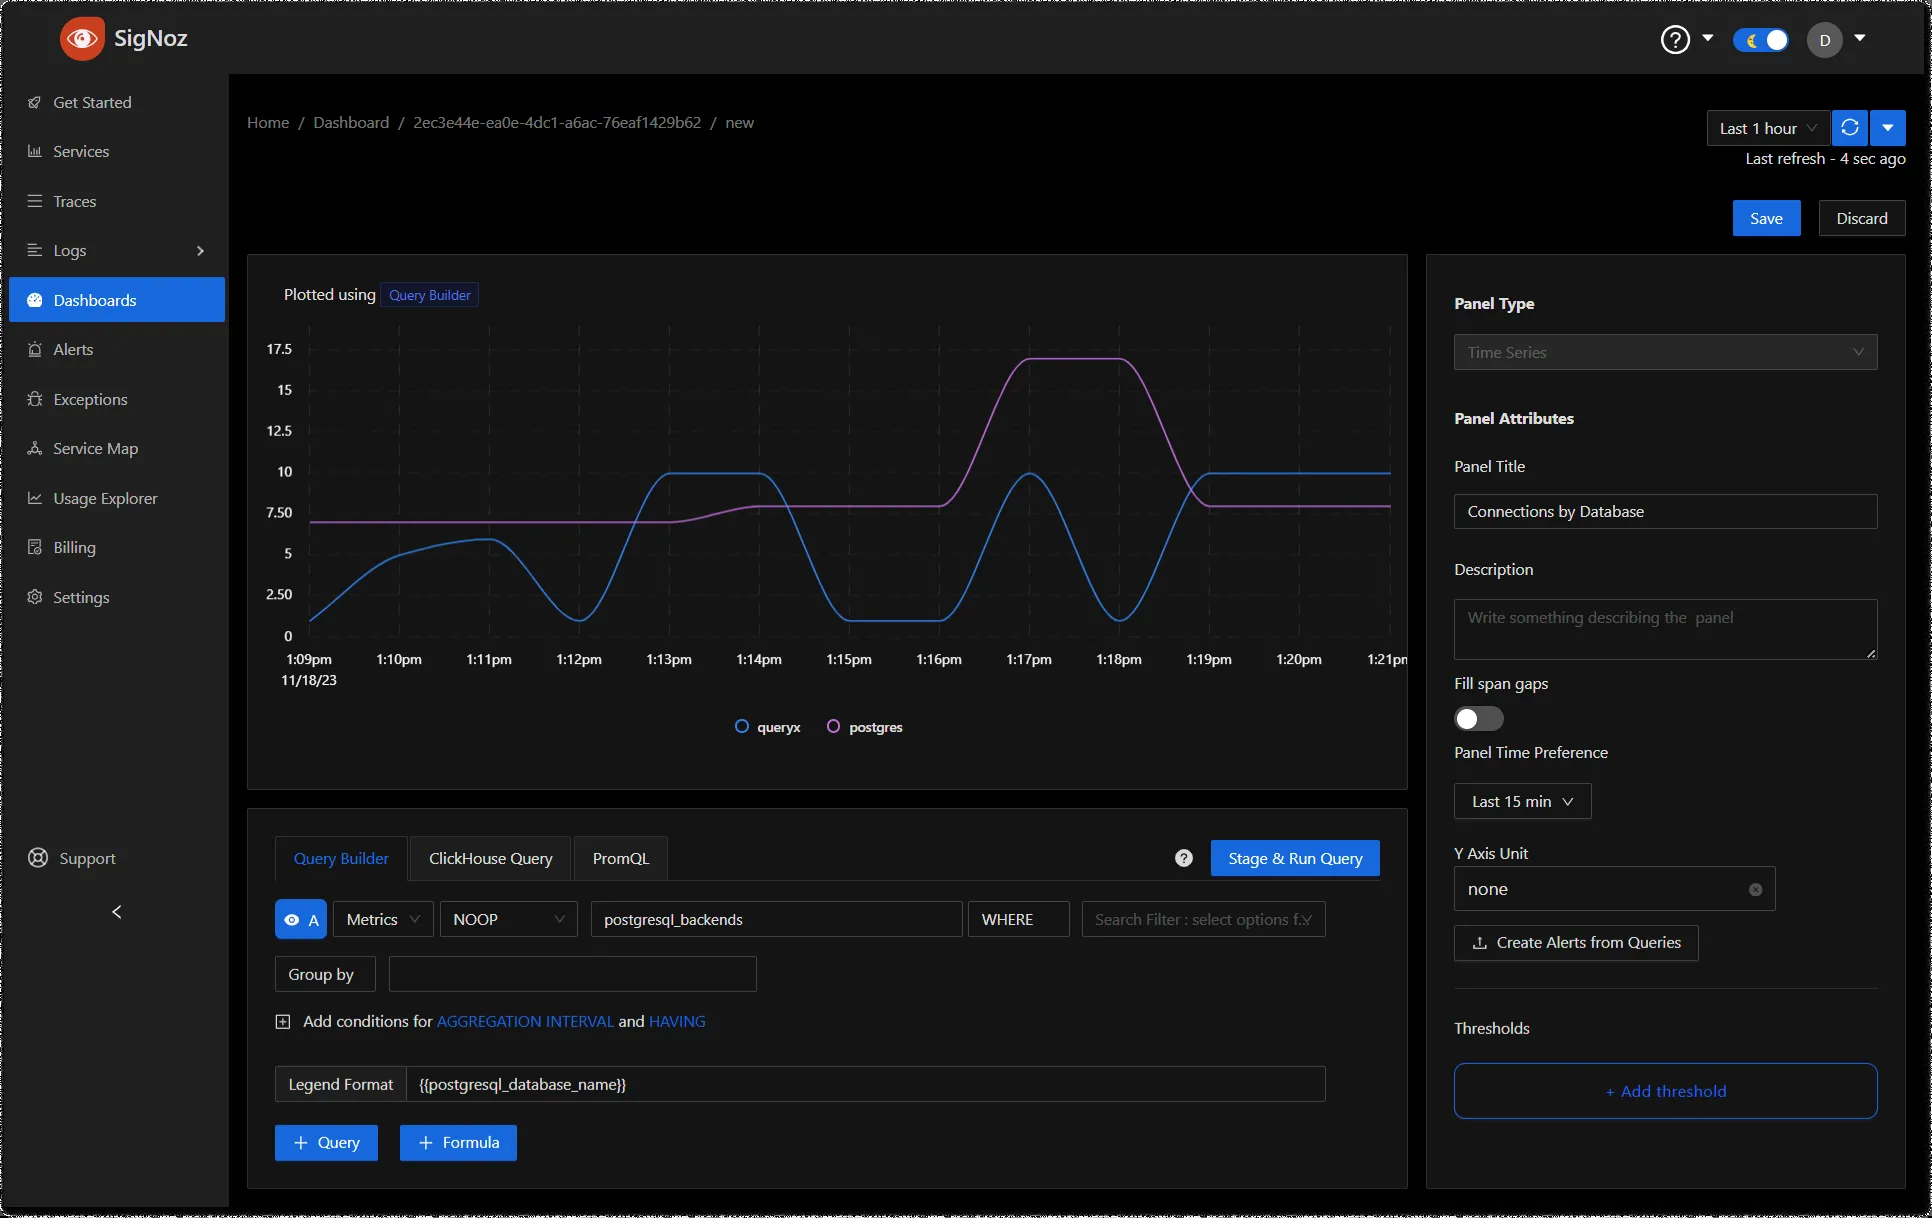 SigNoz
D
Get Started
Services
Traces
Logs
Dashboards
Alerts
Exceptions
Service Map
Usage Explorer
Billing
Settings
Support
Home / Dashboard / 2ec3e44e-ea0e-4dc1-a6ac-76eaf1429b62 / new
Last 1 hour
Last refresh - 4 sec ago
Save
Discard
Plotted using Query Builder
17.5
15
12.5
10
7.50
5
2.50
0
1:09pm 1:10pm 1:11pm 1:12pm 1:13pm 1:14pm 1:15pm 1:16pm 1:17pm 1:18pm 1:19pm 1:20pm 1:21pm
11/18/23
queryx postgres
Query Builder ClickHouse Query PromQL
? Stage & Run Query
A Metrics NOOP postgresql_backends WHERE Search Filter : select options f...
Group by
Add conditions for AGGREGATION INTERVAL and HAVING
Legend Format {{postgresql_database_name}}
+ Query + Formula
Panel Type
Time Series
Panel Attributes
Panel Title
Connections by Database
Description
Write something describing the panel
Fill span gaps
Panel Time Preference
Last 15 min
Y Axis Unit
none
Create Alerts from Queries
Thresholds
+ Add threshold